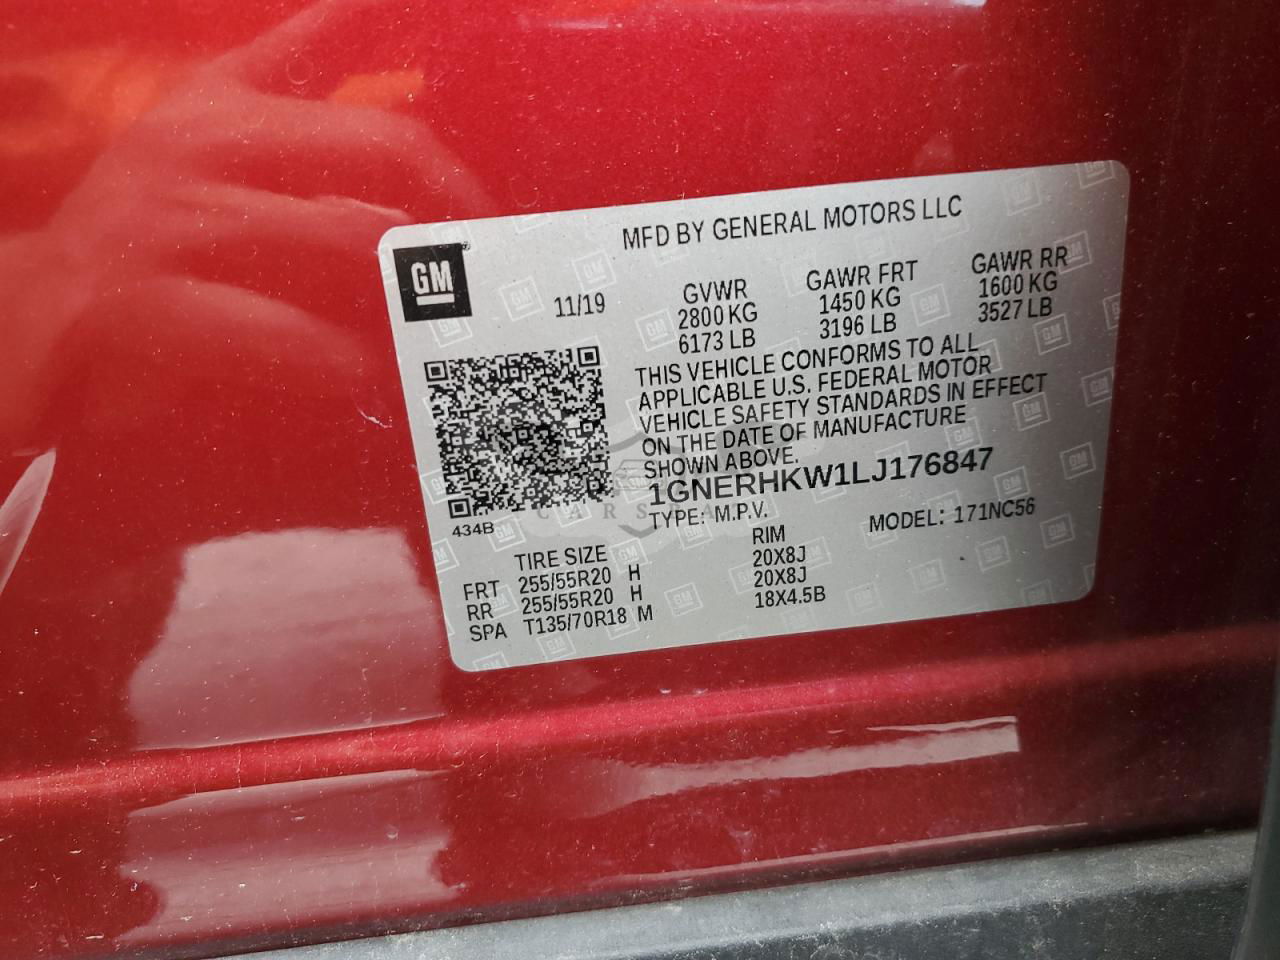 MFD BY GENERAL MOTORS LLC
GM
11/19
GVWR GAWR FRT GAWR RR
2800 KG 1450 KG 1600 KG
6173 LB 3196 LB 3527 LB
THIS VEHICLE CONFORMS TO ALL
APPLICABLE U.S. FEDERAL MOTOR
VEHICLE SAFETY STANDARDS IN EFFECT
ON THE DATE OF MANUFACTURE
SHOWN ABOVE.
1GNERHKW1LJ176847
TYPE: M.P.V. MODEL: 171NC56
434B
TIRE SIZE RIM
FRT 255/55R20 H 20X8J
RR 255/55R20 H 20X8J
SPA T135/70R18 M 18X4.5B